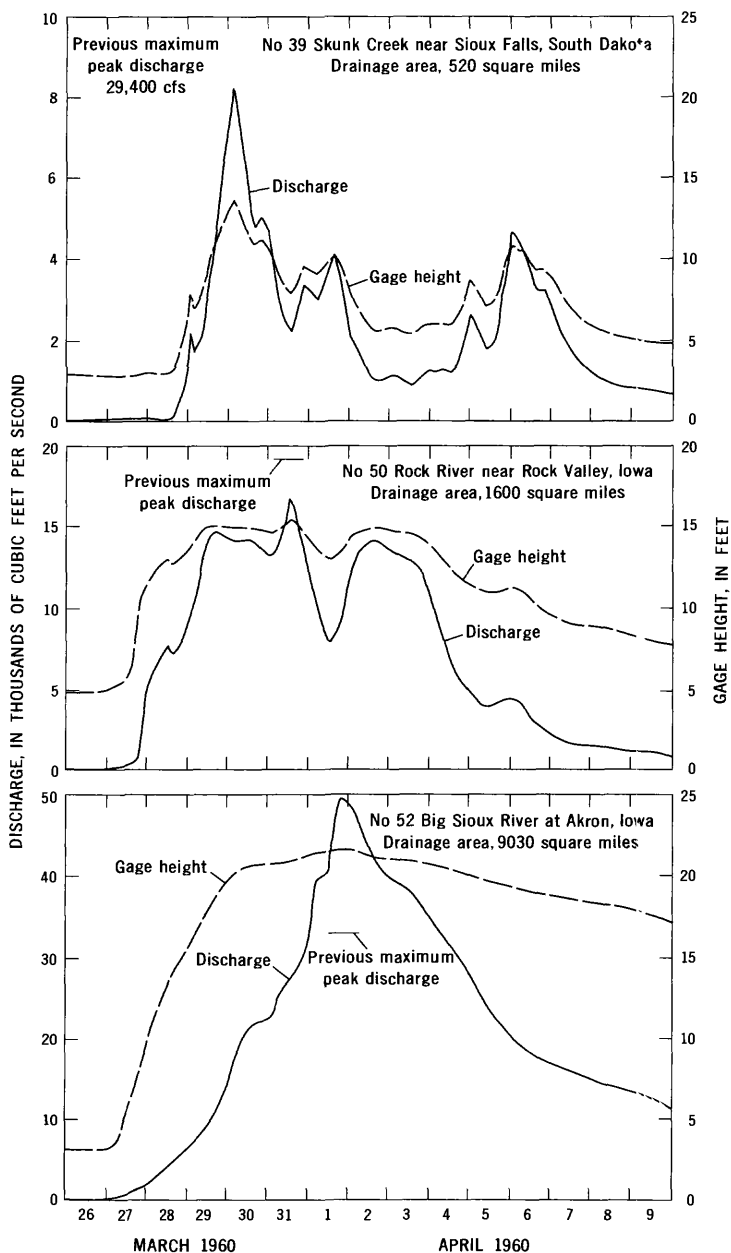 10
8
6
4
2
0
25
20
15
10
5
0
Previous maximum
peak discharge
29,400 cfs
No 39 Skunk Creek near Sioux Falls, South Dako*a
Drainage area, 520 square miles
Discharge
Gage height
20
15
10
5
0
20
15
10
5
0
Previous maximum
peak discharge
No 50 Rock River near Rock Valley, Iowa
Drainage area, 1600 square miles
Gage height
Discharge
50
40
30
20
10
0
25
20
15
10
5
0
No 52 Big Sioux River at Akron, Iowa
Drainage area, 9030 square miles
Gage height
Discharge
Previous maximum
peak discharge
DISCHARGE, IN THOUSANDS OF CUBIC FEET PER SECOND
GAGE HEIGHT, IN FEET
26 27 28 29 30 31 1 2 3 4 5 6 7 8 9
MARCH 1960 APRIL 1960